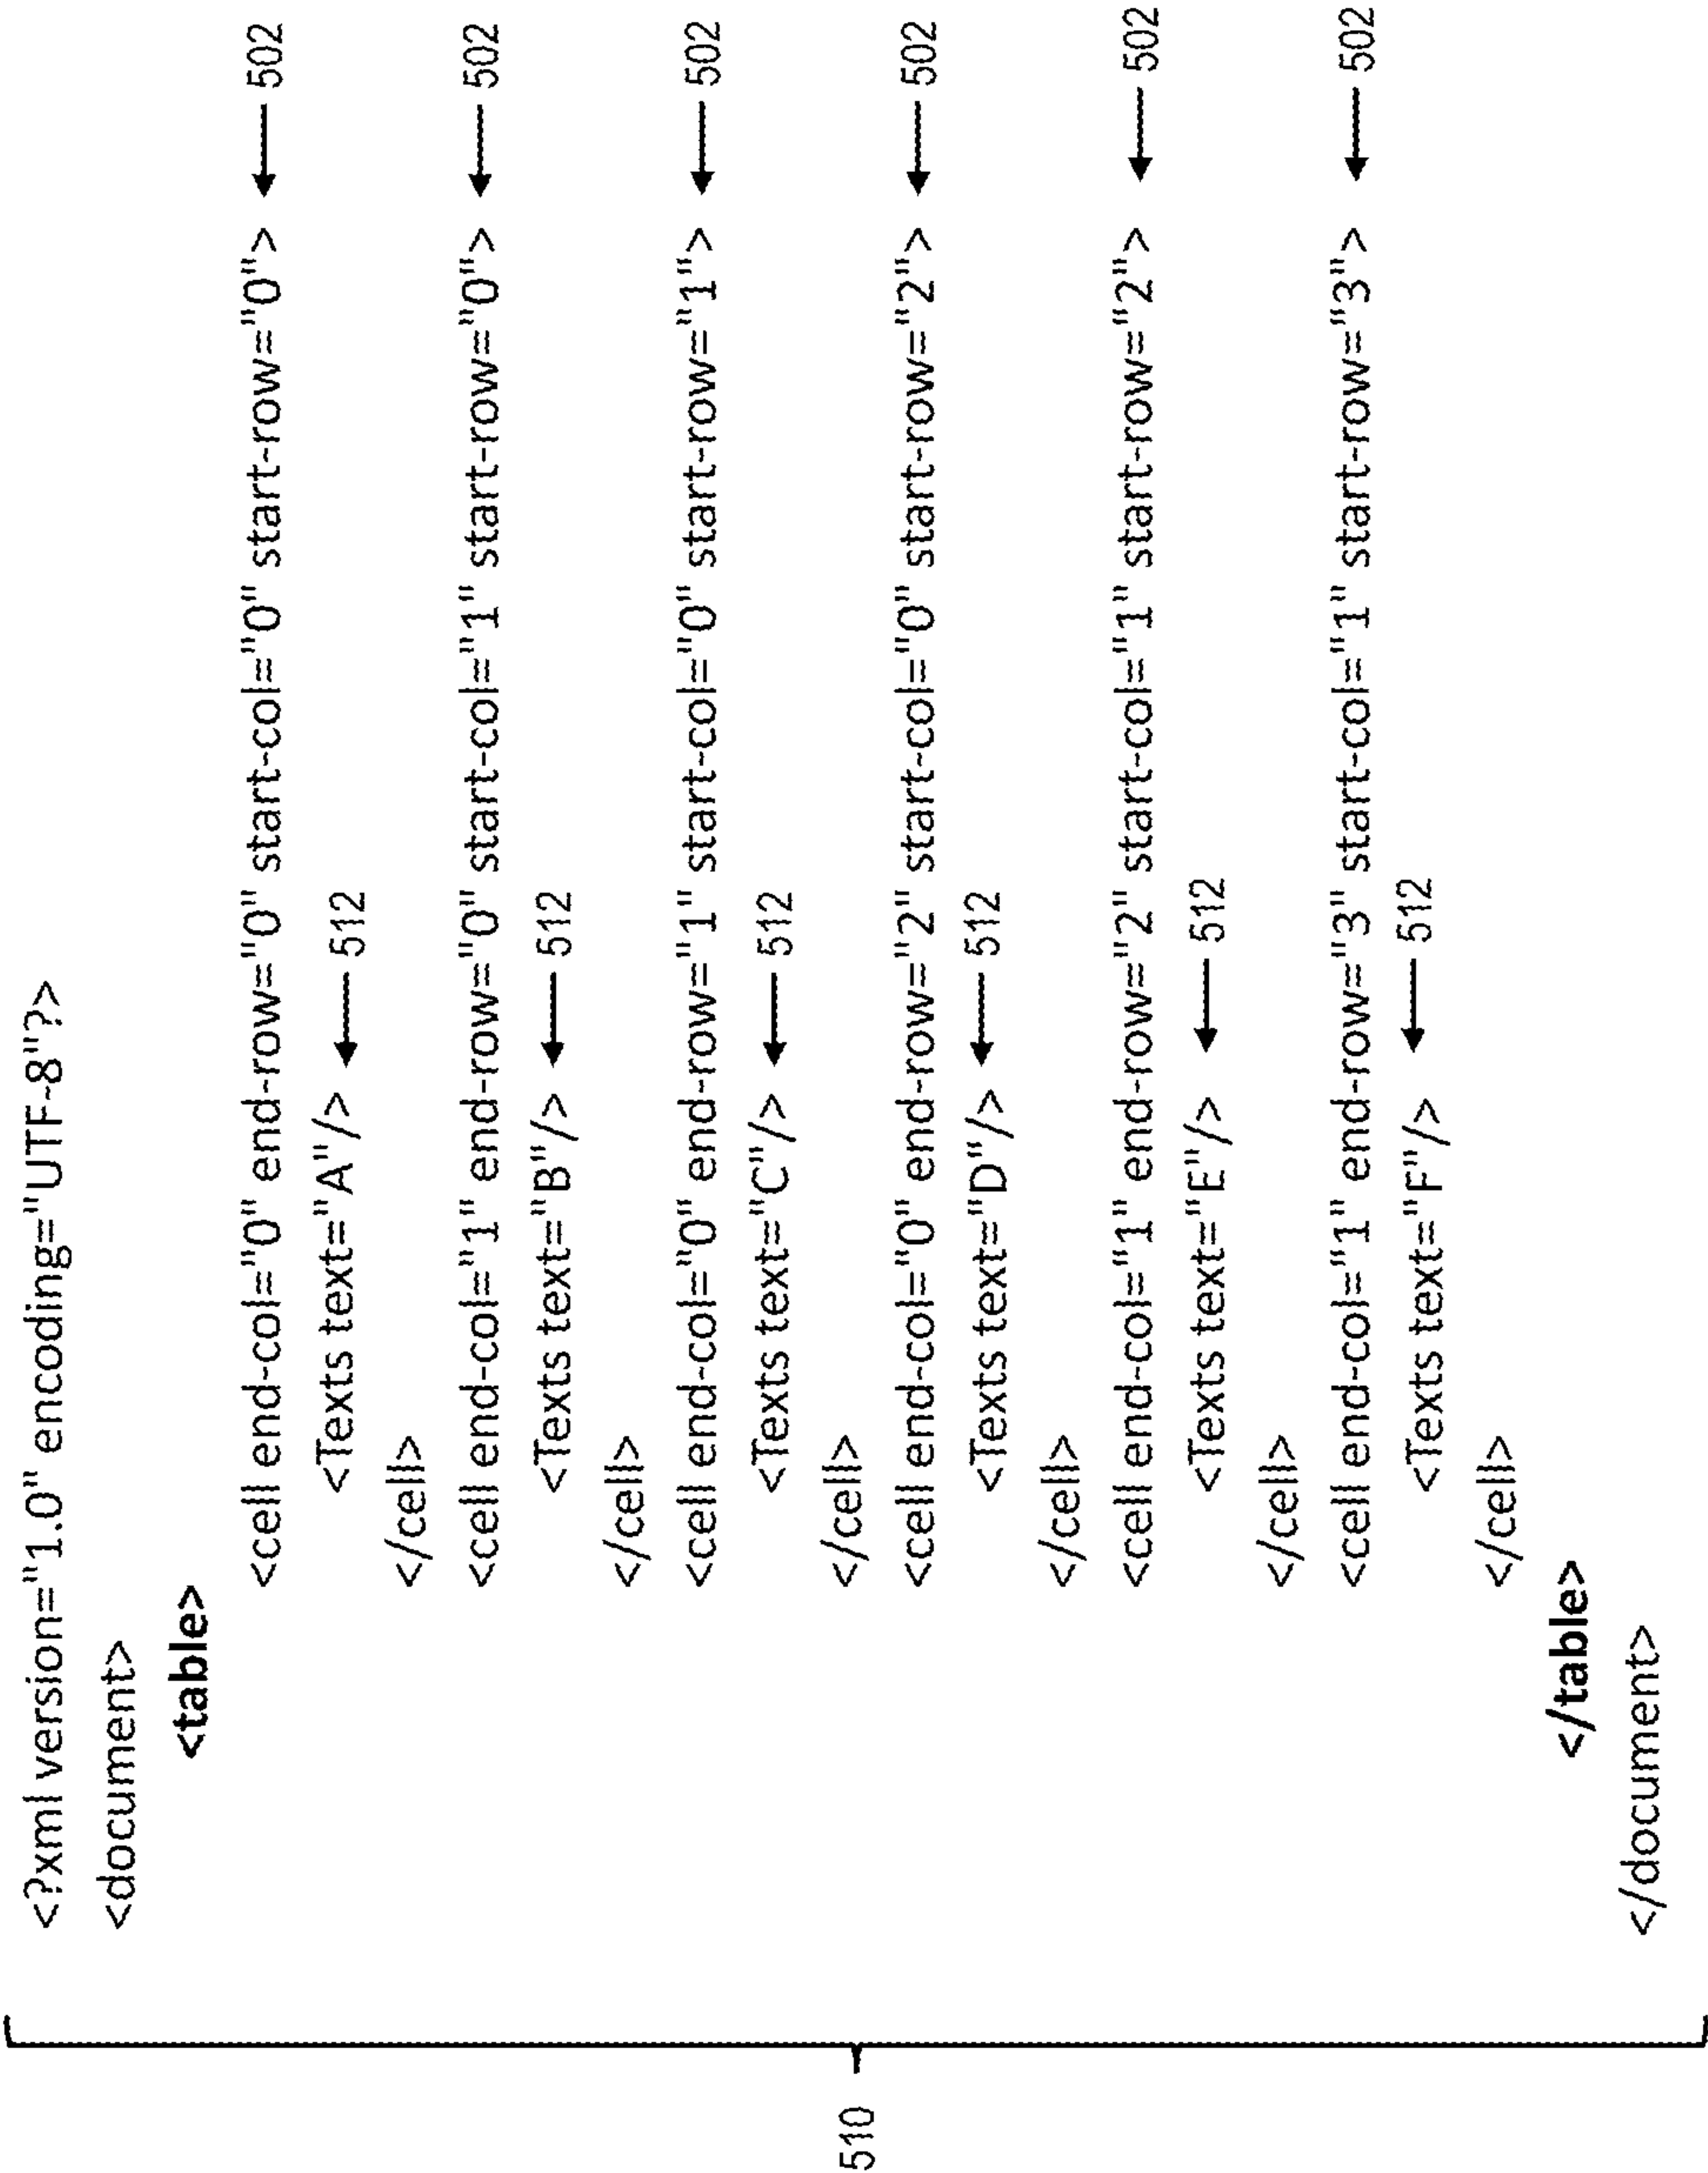 <?xml version="1.0" encoding="UTF-8"?>
<document>
<table>
<cell end-col="0" end-row="0" start-col="0" start-row="0"> 502
<Texts text="A"/> 512
</cell>
<cell end-col="1" end-row="0" start-col="1" start-row="0"> 502
<Texts text="B"/> 512
</cell>
<cell end-col="0" end-row="1" start-col="0" start-row="1"> 502
<Texts text="C"/> 512
</cell>
<cell end-col="0" end-row="2" start-col="0" start-row="2"> 502
<Texts text="D"/> 512
</cell>
<cell end-col="1" end-row="2" start-col="1" start-row="2"> 502
<Texts text="E"/> 512
</cell>
<cell end-col="1" end-row="3" start-col="1" start-row="3"> 502
<Texts text="F"/> 512
</cell>
</table>
</document>
510